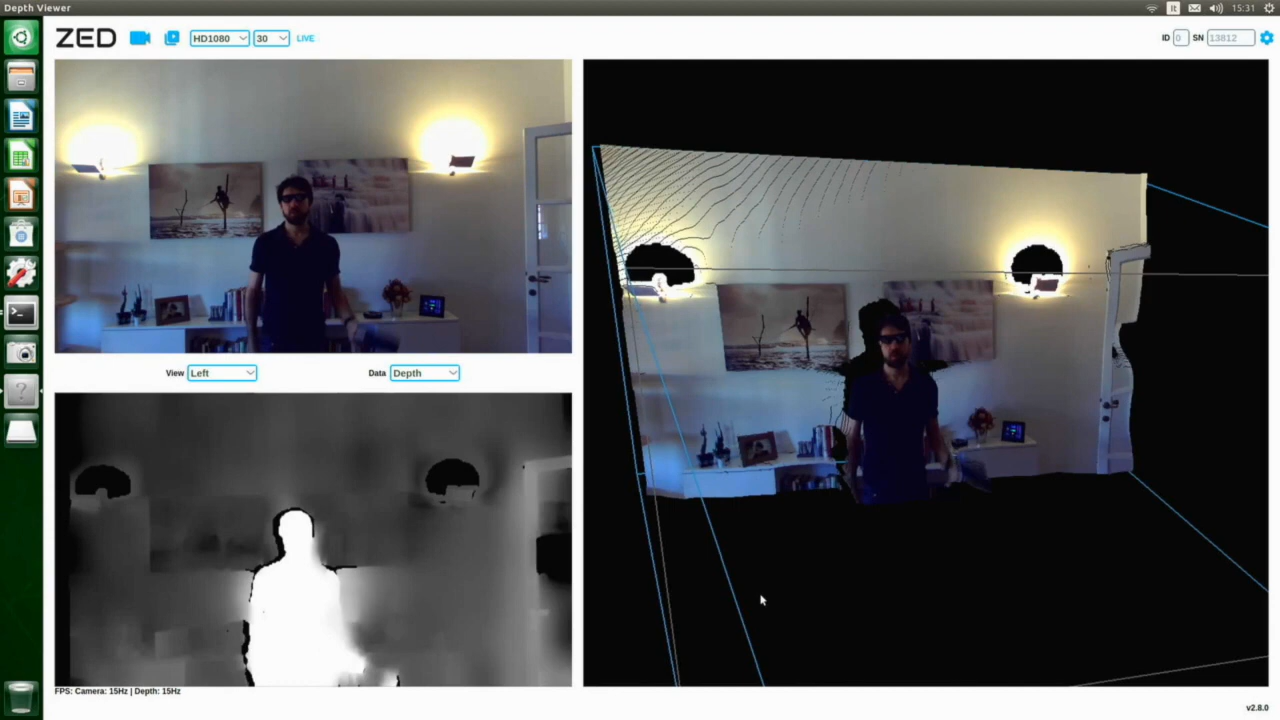 Depth Viewer
It
15:31
ZED
HD1080
30
LIVE
ID 0 SN 13812
View Left
Data Depth
FPS: Camera: 15Hz | Depth: 15Hz
v2.8.0